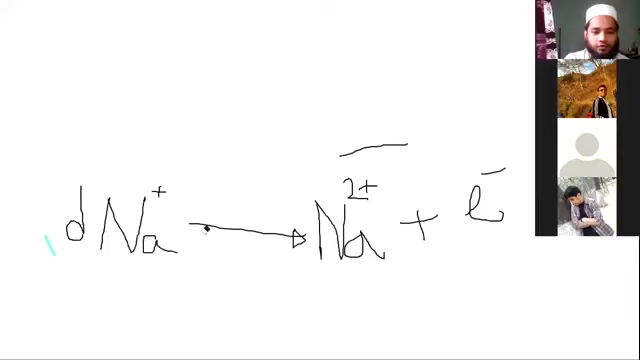 d Na⁺ → Na²⁺ + e⁻